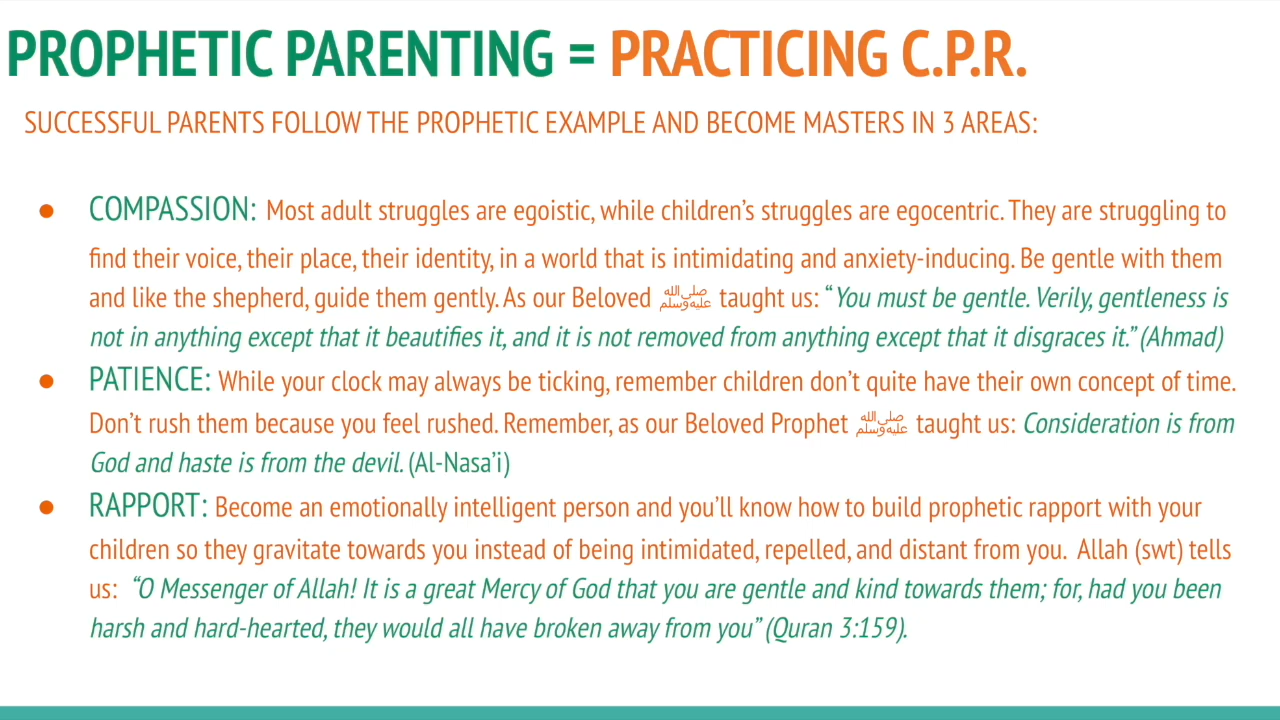 PROPHETIC PARENTING = PRACTICING C.P.R.
SUCCESSFUL PARENTS FOLLOW THE PROPHETIC EXAMPLE AND BECOME MASTERS IN 3 AREAS:
● COMPASSION: Most adult struggles are egoistic, while children’s struggles are egocentric. They are struggling to
find their voice, their place, their identity, in a world that is intimidating and anxiety-inducing. Be gentle with them
and like the shepherd, guide them gently. As our Beloved ﷺ taught us: “You must be gentle. Verily, gentleness is
not in anything except that it beautifies it, and it is not removed from anything except that it disgraces it.” (Ahmad)
● PATIENCE: While your clock may always be ticking, remember children don’t quite have their own concept of time.
Don’t rush them because you feel rushed. Remember, as our Beloved Prophet ﷺ taught us: Consideration is from
God and haste is from the devil. (Al-Nasa’i)
● RAPPORT: Become an emotionally intelligent person and you’ll know how to build prophetic rapport with your
children so they gravitate towards you instead of being intimidated, repelled, and distant from you. Allah (swt) tells
us: “O Messenger of Allah! It is a great Mercy of God that you are gentle and kind towards them; for, had you been
harsh and hard-hearted, they would all have broken away from you” (Quran 3:159).